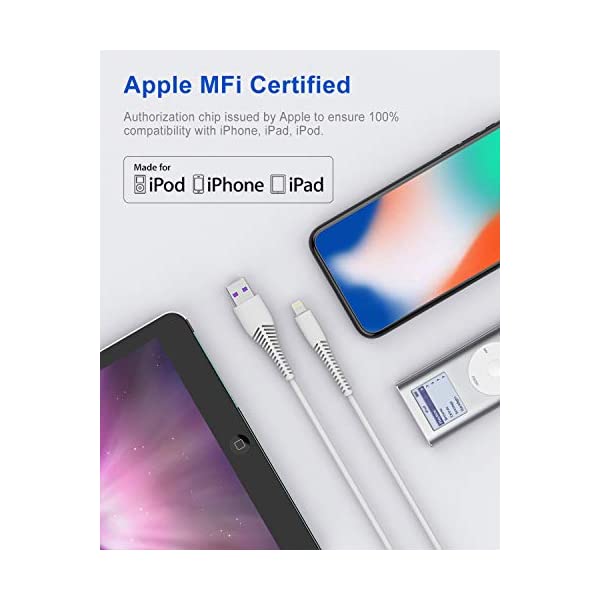 Apple MFi Certified
Authorization chip issued by Apple to ensure 100%
compatibility with iPhone, iPad, iPod.
Made for
iPod iPhone iPad